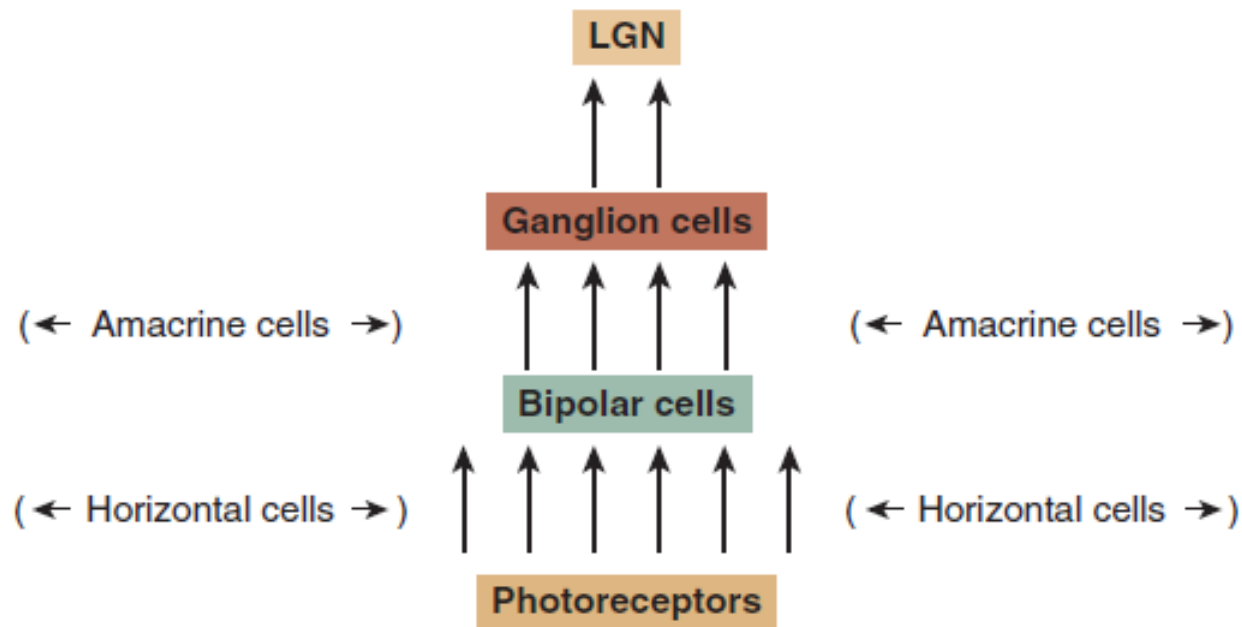 LGN
Ganglion cells
(← Amacrine cells →) (← Amacrine cells →)
Bipolar cells
(← Horizontal cells →) (← Horizontal cells →)
Photoreceptors